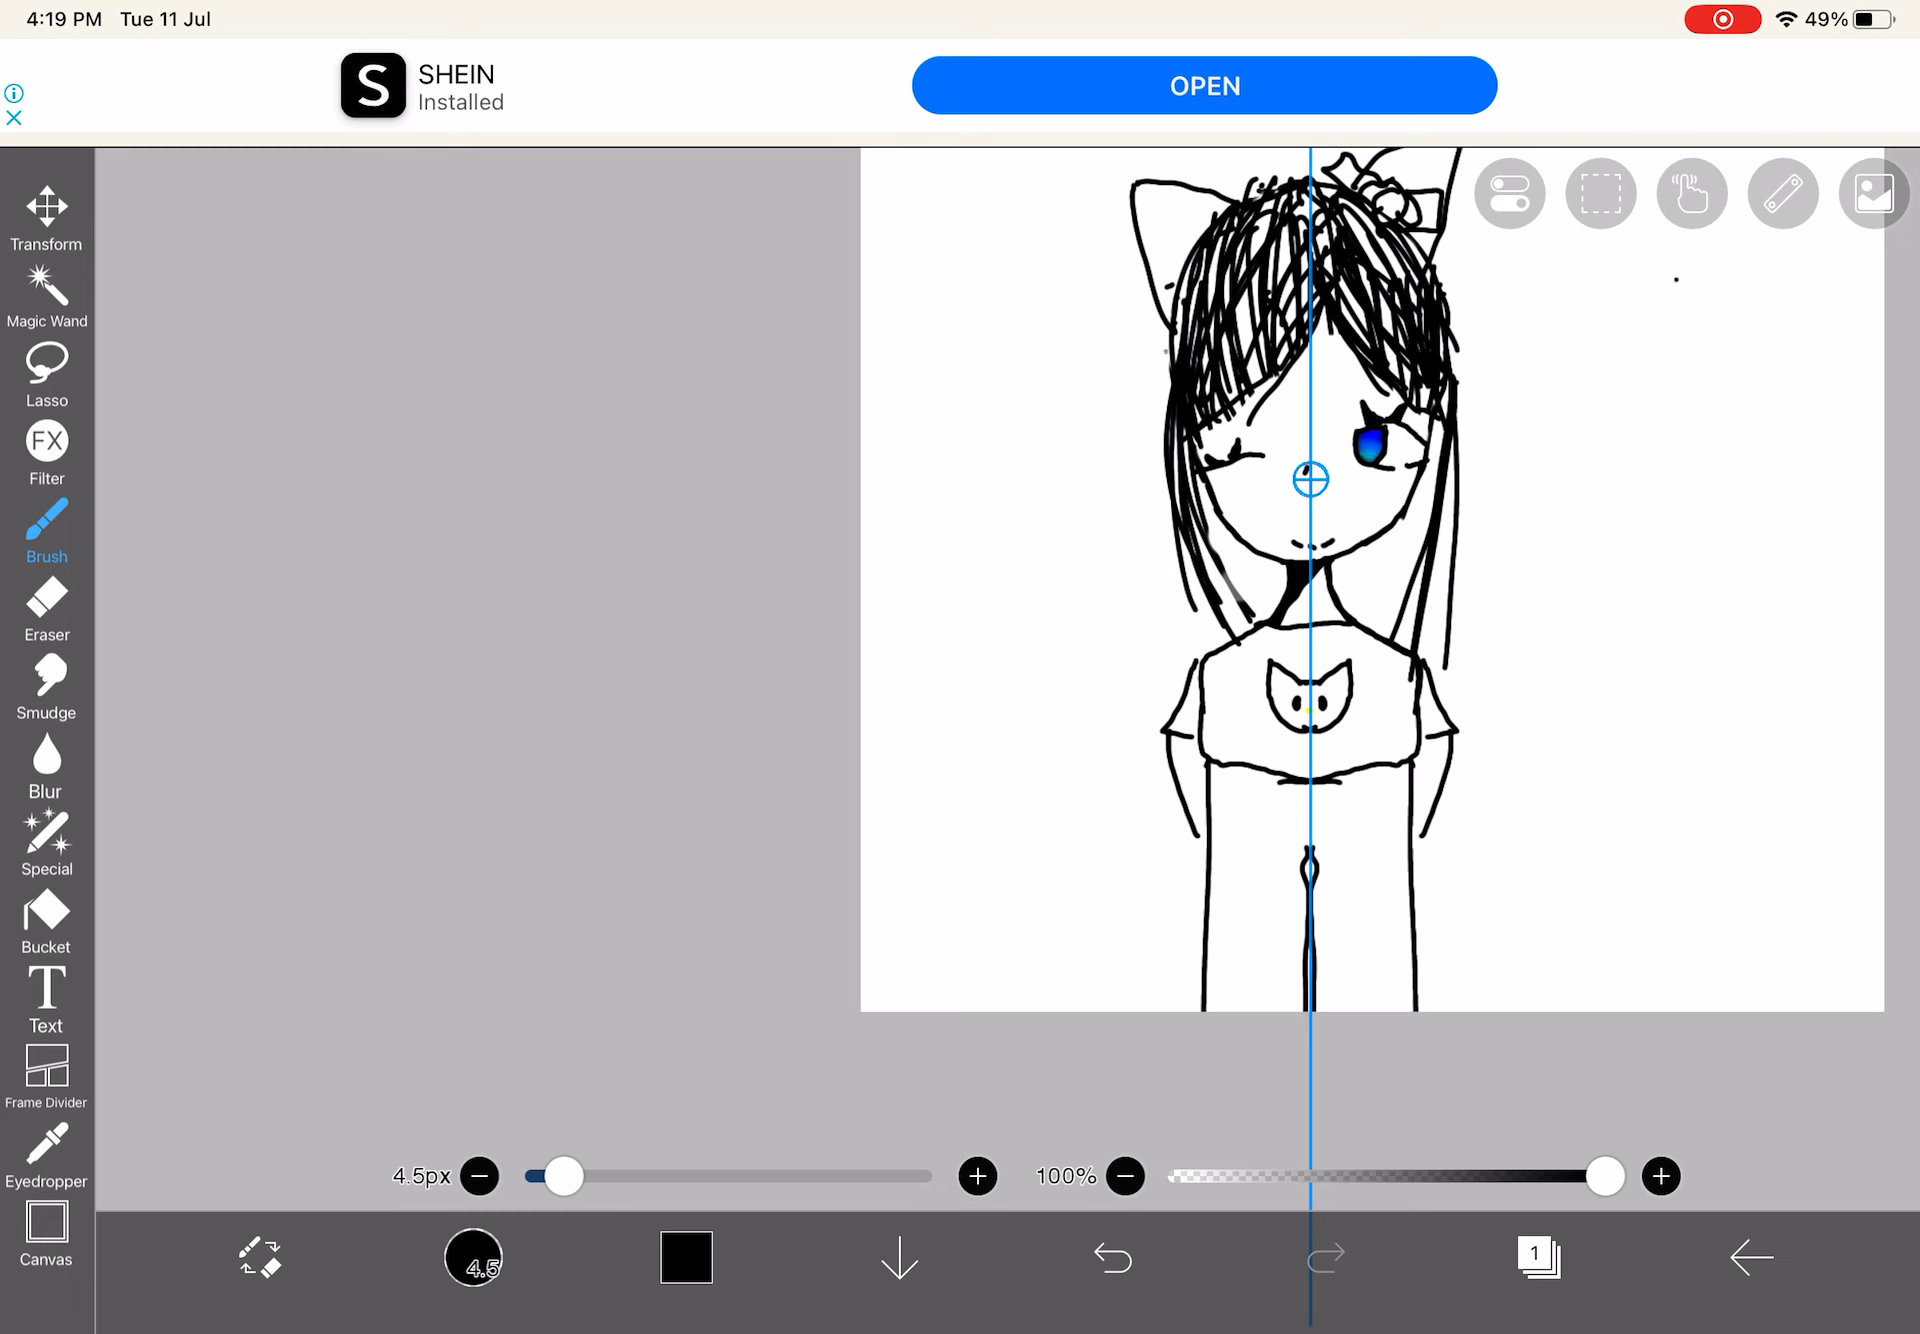 4:19 PM Tue 11 Jul
49%
S
SHEIN
Installed
OPEN
Transform
Magic Wand
Lasso
FX
Filter
Brush
Eraser
Smudge
Blur
Special
Bucket
T
Text
Frame Divider
Eyedropper
Canvas
4.5px
100%
4.5
1